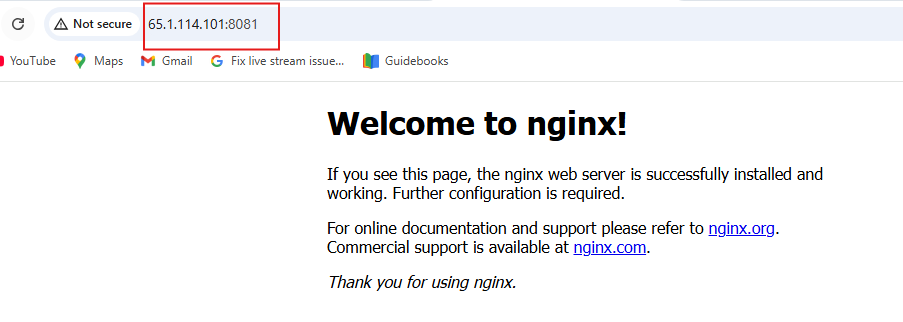 Not secure 65.1.114.101:8081
YouTube Maps Gmail Fix live stream issue... Guidebooks
Welcome to nginx!
If you see this page, the nginx web server is successfully installed and
working. Further configuration is required.
For online documentation and support please refer to nginx.org.
Commercial support is available at nginx.com.
Thank you for using nginx.